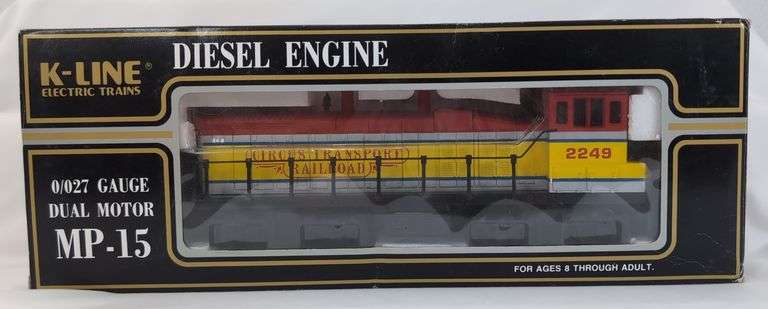 K-LINE®
ELECTRIC TRAINS
DIESEL ENGINE
0/027 GAUGE
DUAL MOTOR
MP-15
CIRCUS TRANSPORT
RAILROAD
2249
FOR AGES 8 THROUGH ADULT.